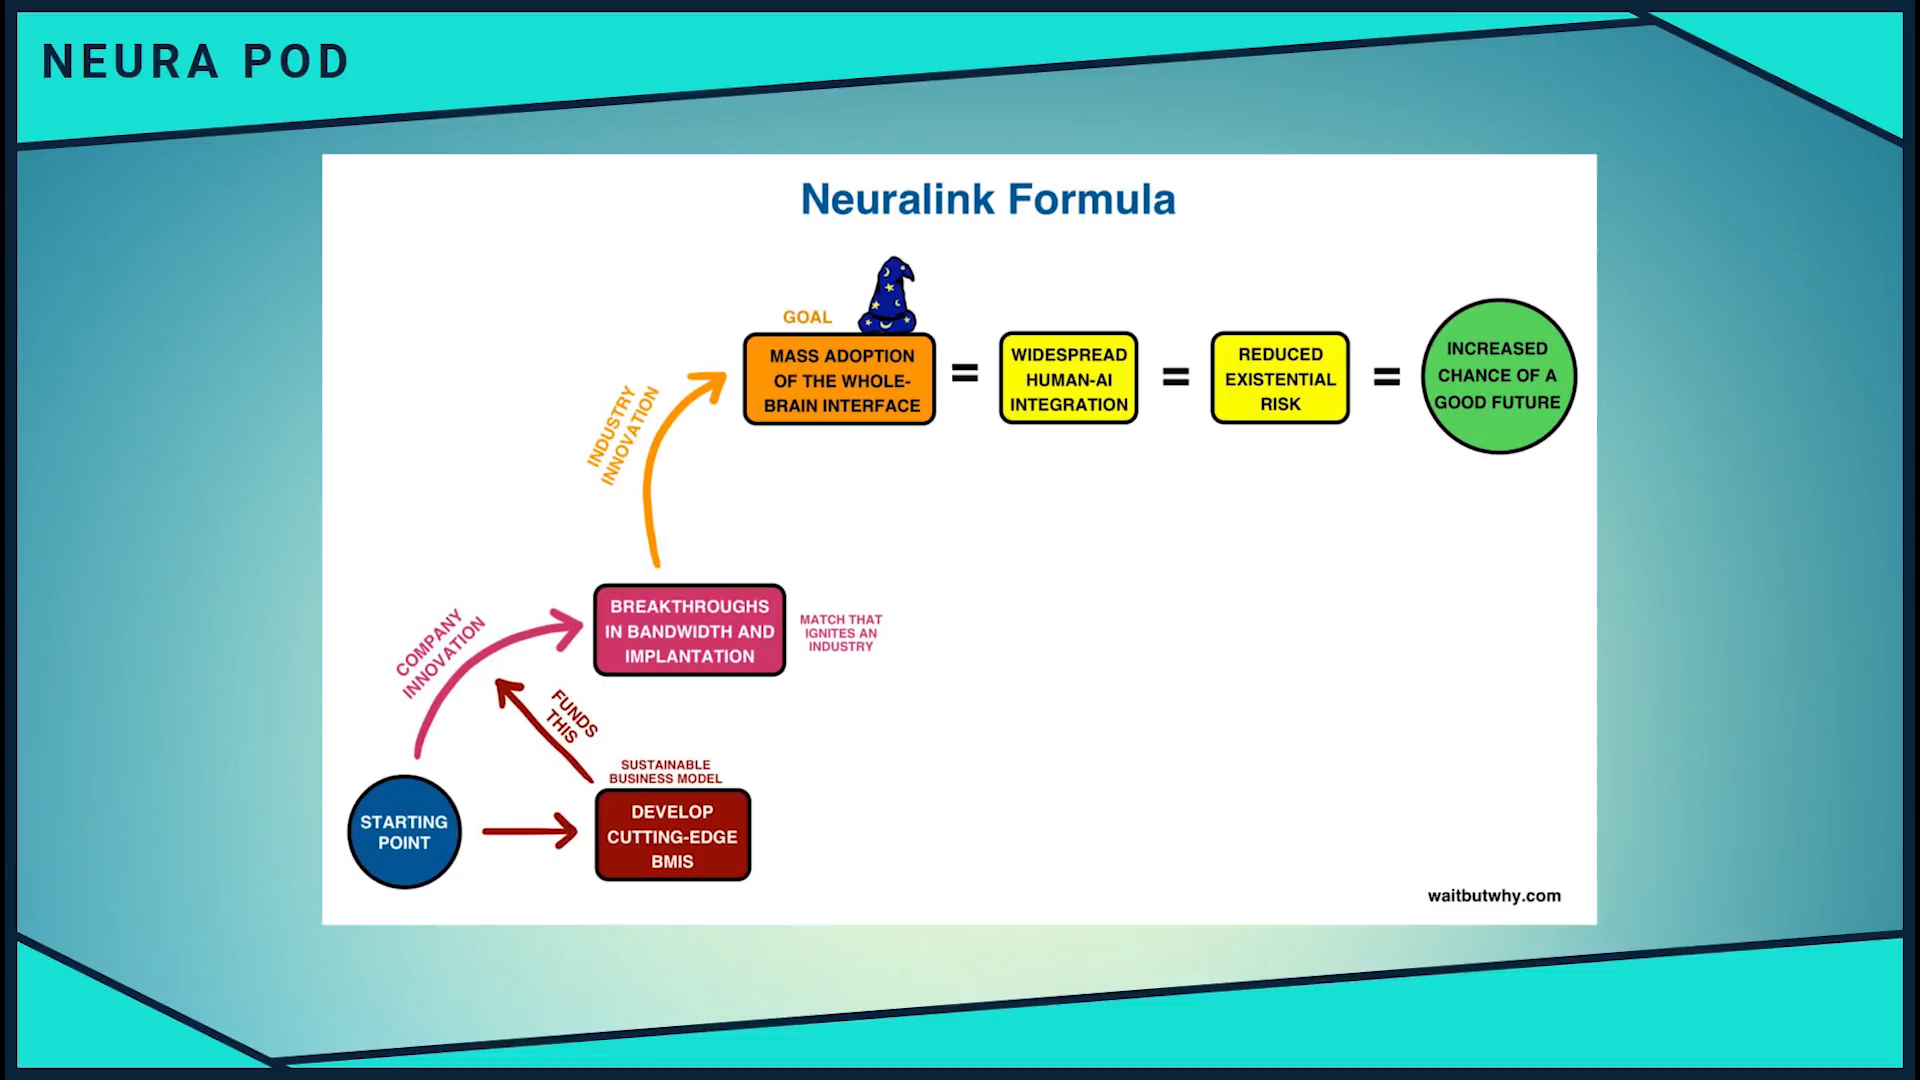 NEURA POD
Neuralink Formula
GOAL
MASS ADOPTION
OF THE WHOLE-
BRAIN INTERFACE
=
WIDESPREAD
HUMAN-AI
INTEGRATION
=
REDUCED
EXISTENTIAL
RISK
=
INCREASED
CHANCE OF A
GOOD FUTURE
INDUSTRY
INNOVATION
BREAKTHROUGHS
IN BANDWIDTH AND
IMPLANTATION
MATCH THAT
IGNITES AN
INDUSTRY
COMPANY
INNOVATION
FUNDS
THIS
SUSTAINABLE
BUSINESS MODEL
STARTING
POINT
DEVELOP
CUTTING-EDGE
BMIS
waitbutwhy.com